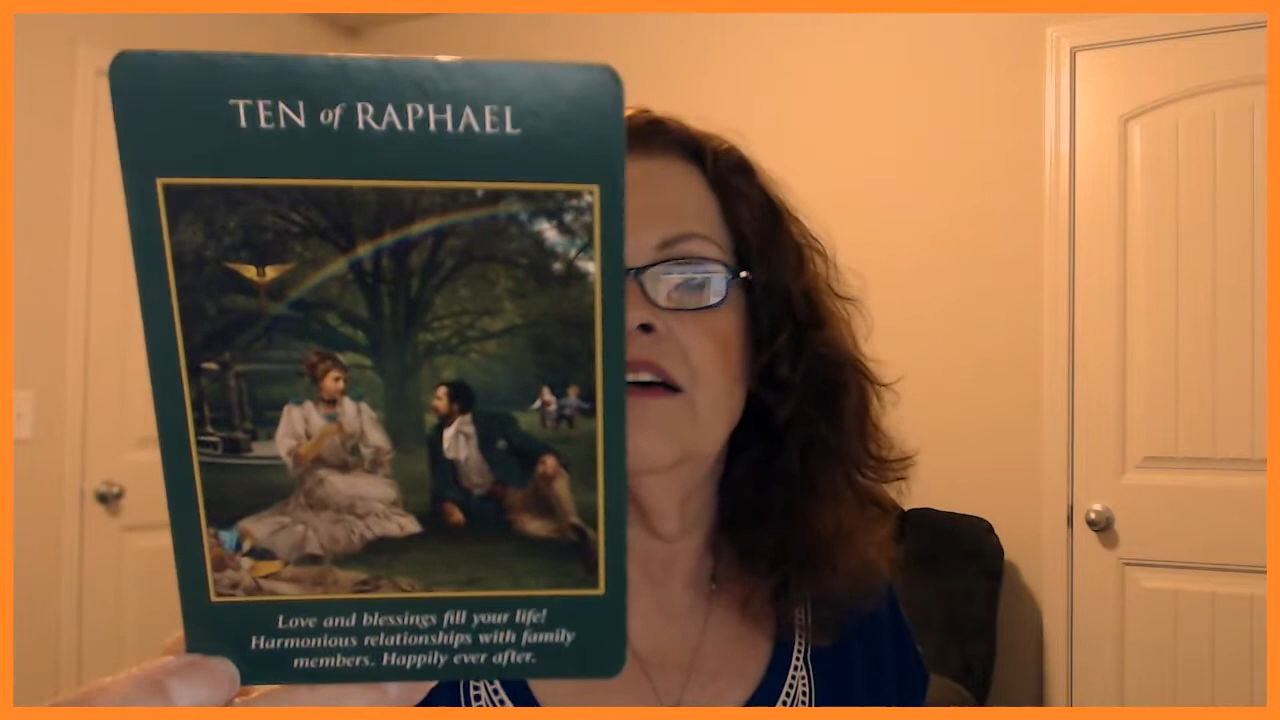 TEN of RAPHAEL
Love and blessings fill your life!
Harmonious relationships with family
members. Happily ever after.